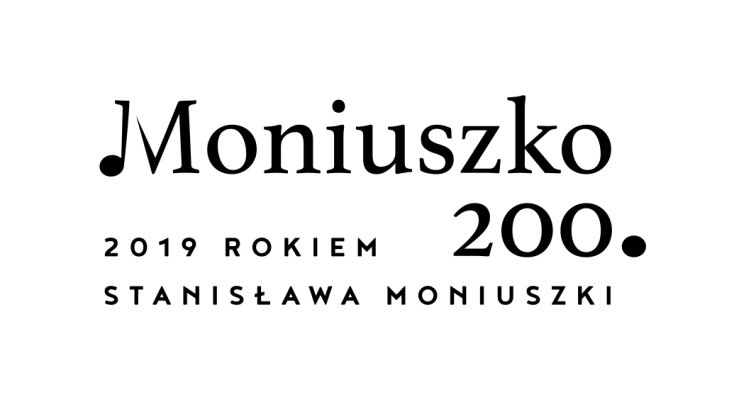 Moniuszko
200.
2019 ROKIEM
STANISŁAWA MONIUSZKI